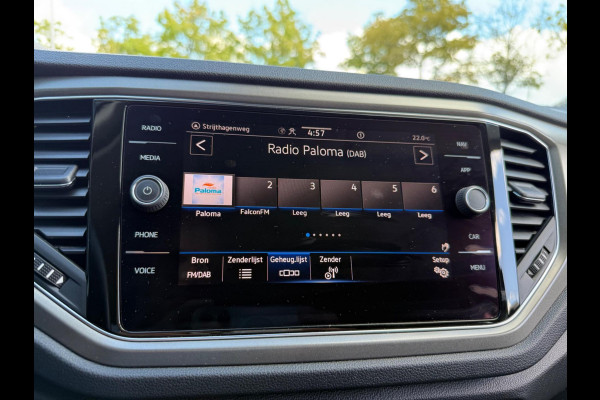 RADIO
MEDIA
PHONE
VOICE
Strijthagenweg 4:57 22.0°C
< Radio Paloma (DAB) >
Paloma 2 3 4 5 6
Paloma FalconFM Leeg Leeg Leeg Leeg
Bron Zenderlijst Geheug.lijst Zender Setup
FM/DAB
NAV
APP
CAR
MENU